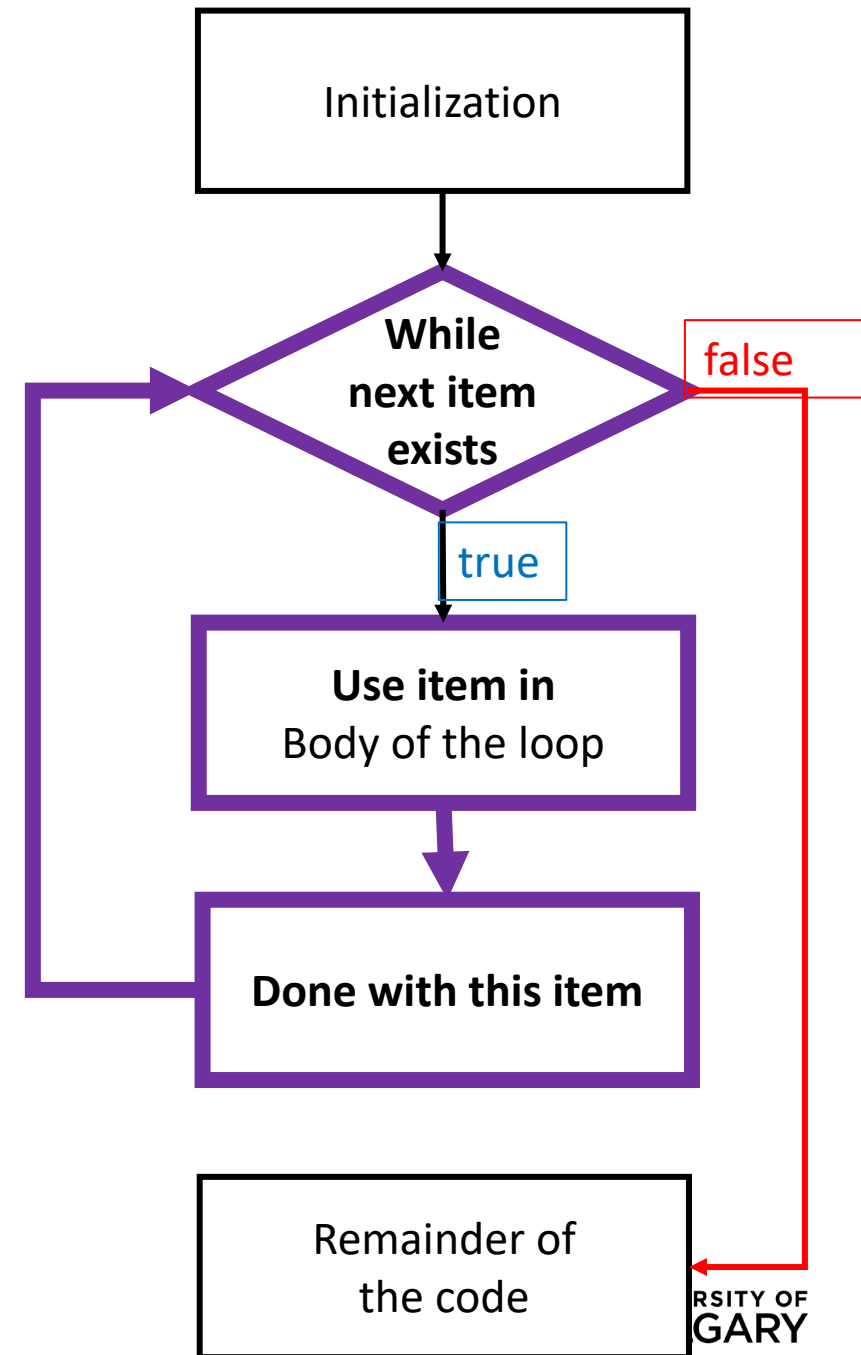 Initialization
While
next item
exists
false
true
Use item in
Body of the loop
Done with this item
Remainder of
the code
RSITY OF
GARY